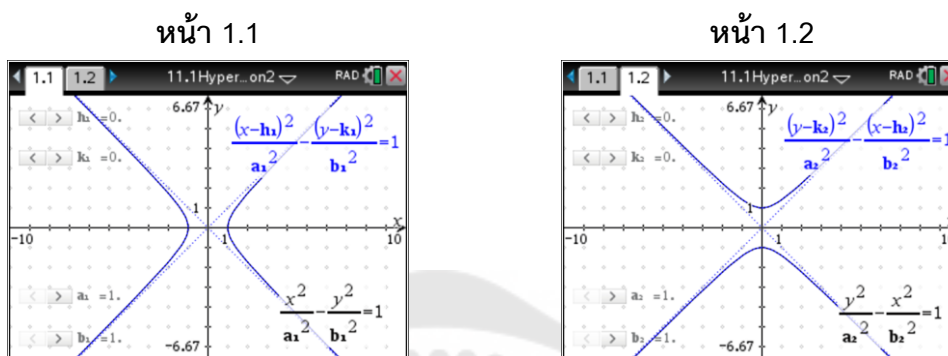 หน้า 1.1
1.1 1.2 11.1Hyper…on2 RAD
6.67 y
h₁ =0.
k₁ =0.
(x-h₁)²/a₁² - (y-k₁)²/b₁² =1
1
x
-10 1 10
a₁ =1.
x²/a₁² - y²/b₁² =1
b₁ =1.
-6.67
หน้า 1.2
1.1 1.2 11.1Hyper…on2 RAD
6.67 y
h₂ =0.
k₂ =0.
(y-k₂)²/a₂² - (x-h₂)²/b₂² =1
1
-10 1
a₂ =1.
y²/a₂² - x²/b₂² =1
b₂ =1.
-6.67